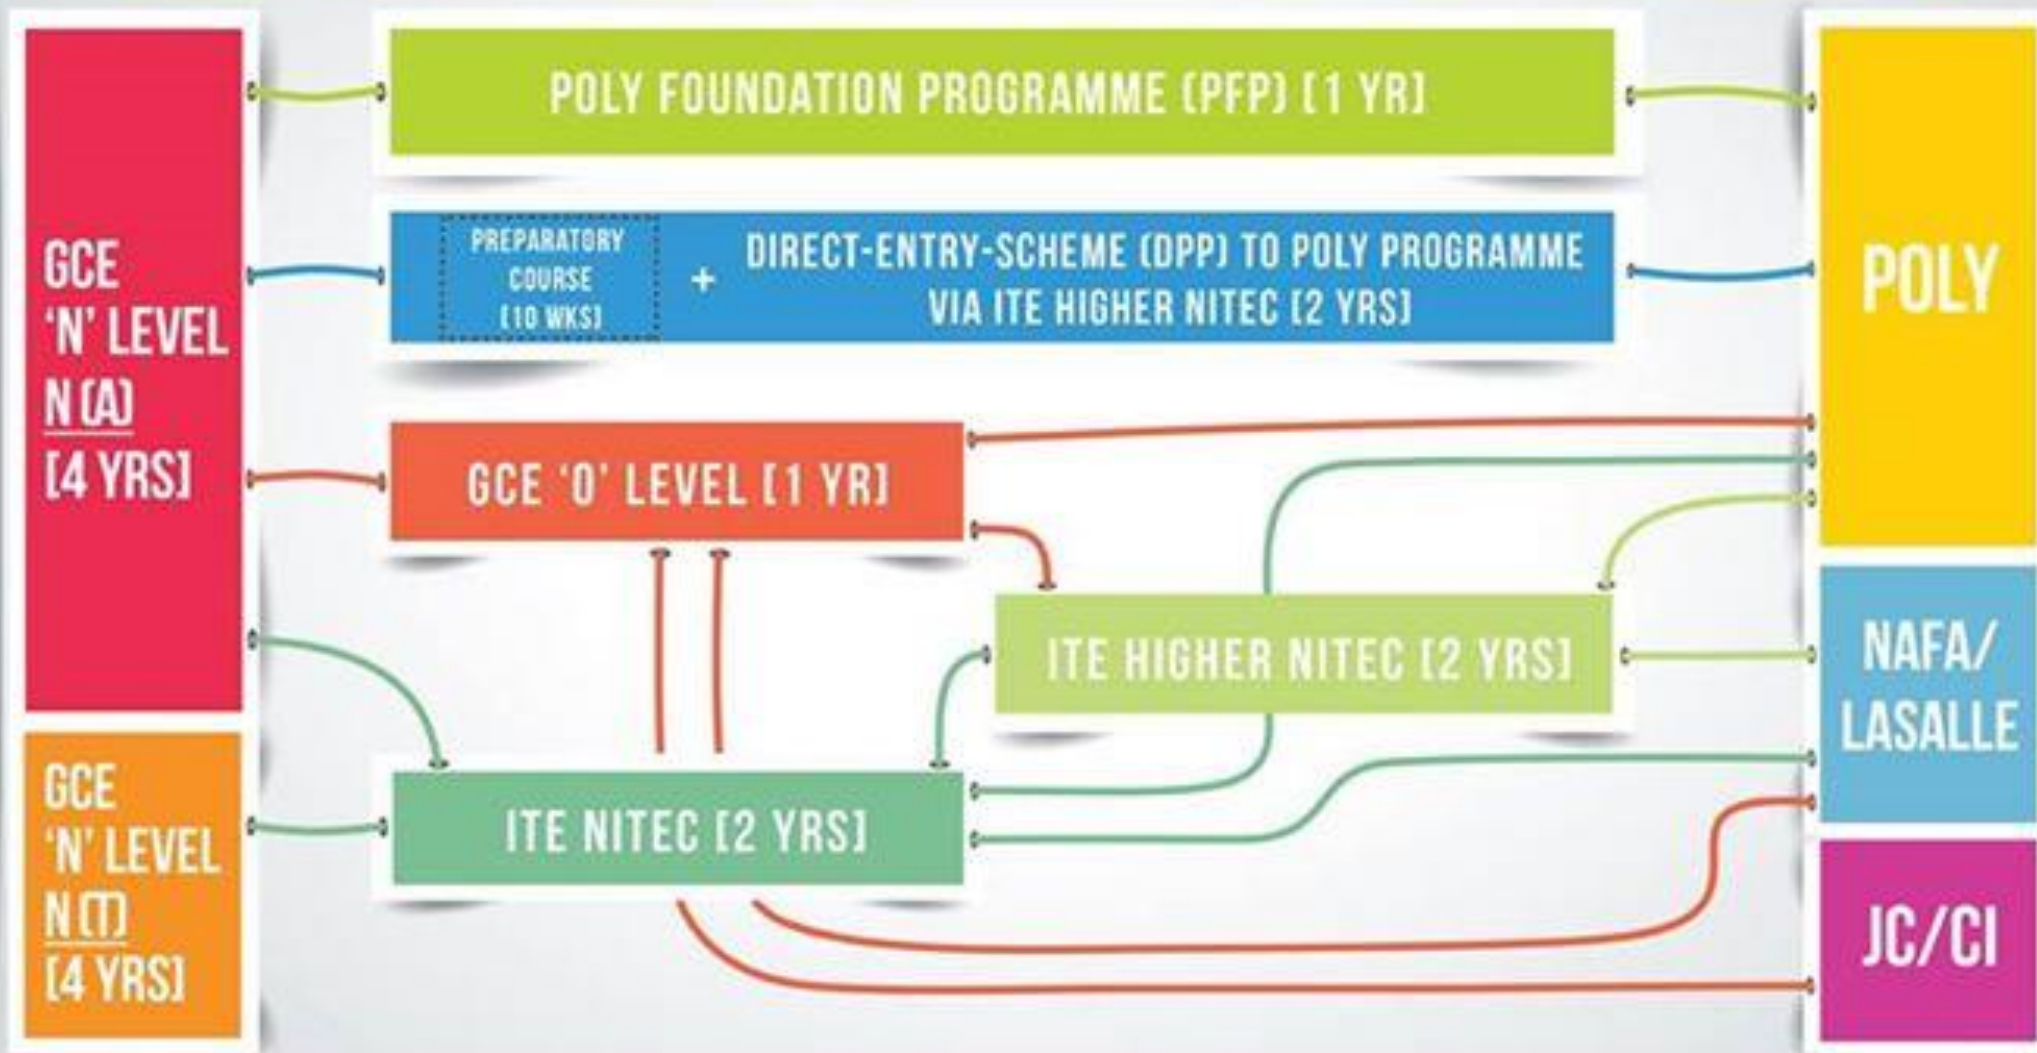 GCE
'N' LEVEL
N (A)
[4 YRS]
GCE
'N' LEVEL
N (T)
[4 YRS]
POLY FOUNDATION PROGRAMME (PFP) [1 YR]
PREPARATORY
COURSE
[10 WKS]
+
DIRECT-ENTRY-SCHEME (DPP) TO POLY PROGRAMME
VIA ITE HIGHER NITEC [2 YRS]
GCE 'O' LEVEL [1 YR]
ITE HIGHER NITEC [2 YRS]
ITE NITEC [2 YRS]
POLY
NAFA/
LASALLE
JC/CI